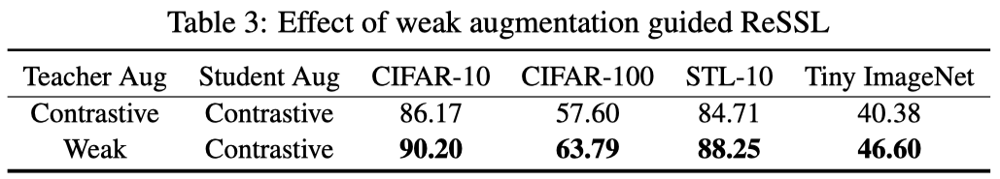 Table 3: Effect of weak augmentation guided ReSSL
Teacher Aug Student Aug CIFAR-10 CIFAR-100 STL-10 Tiny ImageNet
Contrastive Contrastive 86.17 57.60 84.71 40.38
Weak Contrastive 90.20 63.79 88.25 46.60